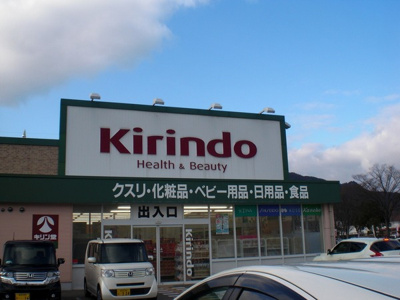 Kirindo
Health & Beauty
クスリ・化粧品・ベビー用品・日用品・食品
出入口
キリン堂
Kirindo